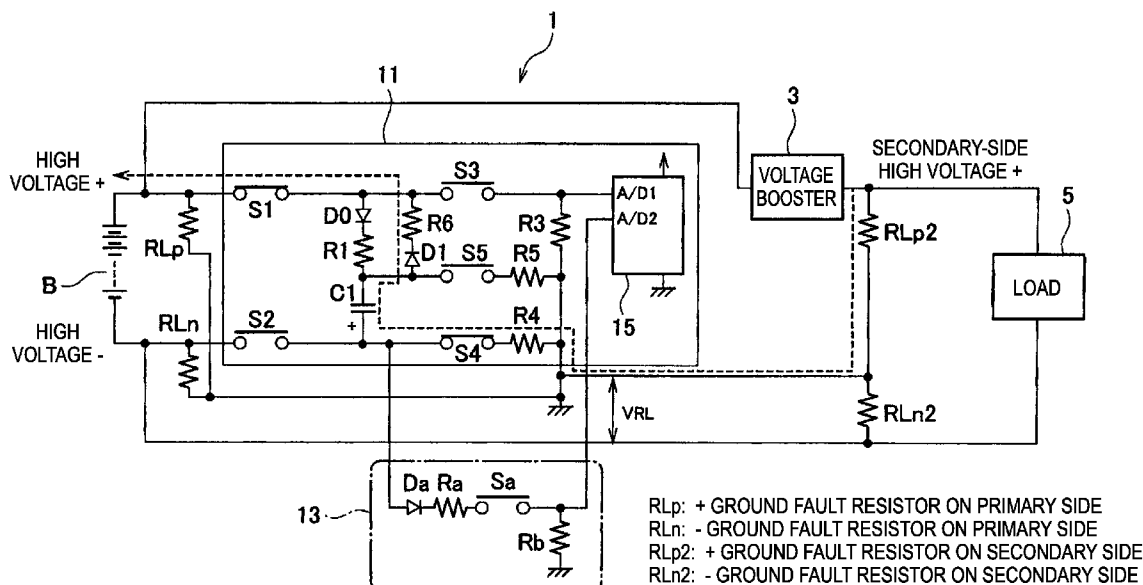 1
11
3
HIGH
VOLTAGE +
SECONDARY-SIDE
HIGH VOLTAGE +
VOLTAGE
BOOSTER
5
LOAD
S1
S3
A/D1
A/D2
D0
R6
R3
RLp
R1
D1
S5
R5
RLp2
B
C1
+
15
RLn
S2
R4
S4
HIGH
VOLTAGE -
VRL
RLn2
13
Da
Ra
Sa
Rb
RLp: + GROUND FAULT RESISTOR ON PRIMARY SIDE
RLn: - GROUND FAULT RESISTOR ON PRIMARY SIDE
RLp2: + GROUND FAULT RESISTOR ON SECONDARY SIDE
RLn2: - GROUND FAULT RESISTOR ON SECONDARY SIDE